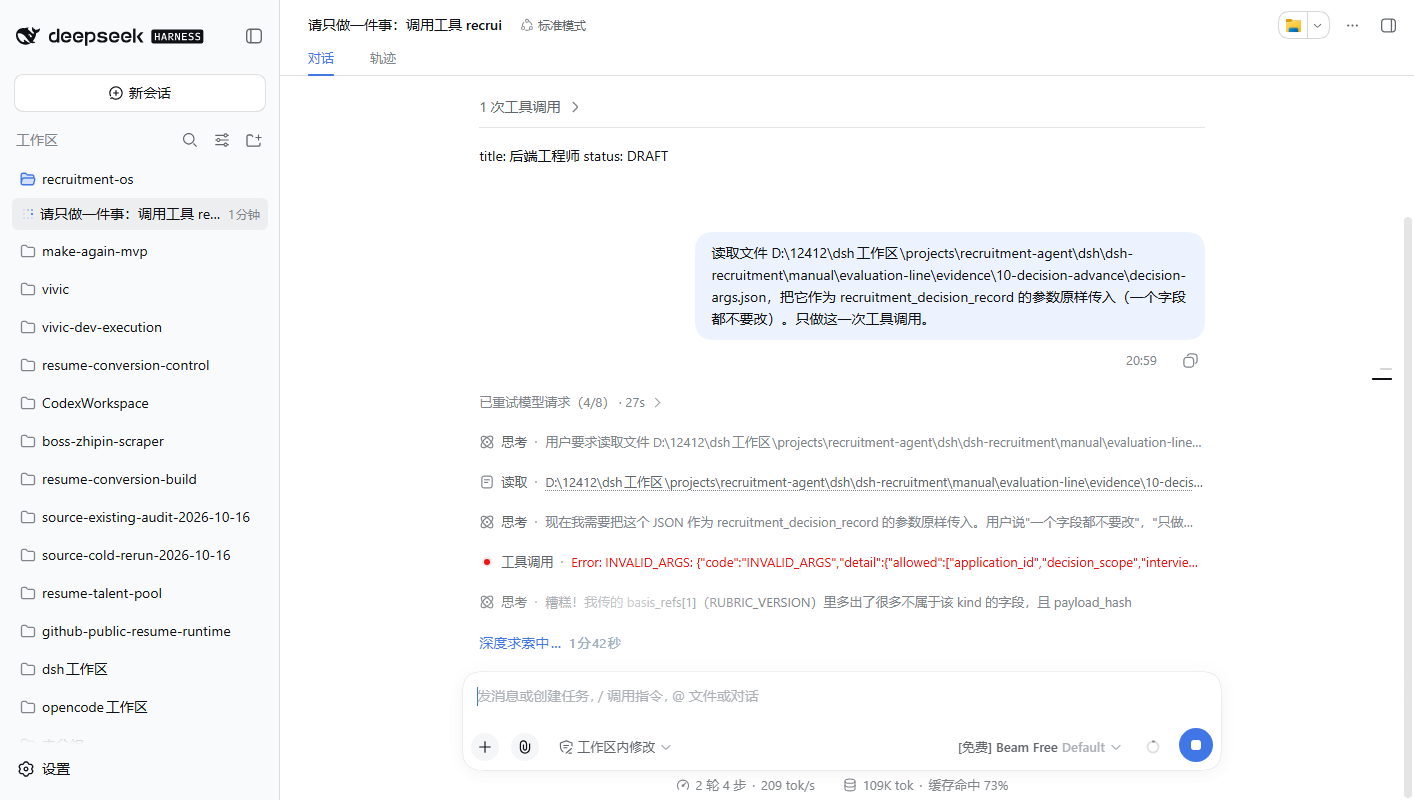 deepseek HARNESS
新会话
工作区
recruitment-os
请只做一件事：调用工具 re... 1分钟
make-again-mvp
vivic
vivic-dev-execution
resume-conversion-control
CodexWorkspace
boss-zhipin-scraper
resume-conversion-build
source-existing-audit-2026-10-16
source-cold-rerun-2026-10-16
resume-talent-pool
github-public-resume-runtime
dsh工作区
opencode工作区
设置
请只做一件事：调用工具 recrui 标准模式
对话 轨迹
1 次工具调用
title: 后端工程师 status: DRAFT
读取文件 D:\12412\dsh工作区\projects\recruitment-agent\dsh\dsh-
recruitment\manual\evaluation-line\evidence\10-decision-advance\decision-
args.json，把它作为 recruitment_decision_record 的参数原样传入（一个字段
都不要改）。只做这一次工具调用。
20:59
已重试模型请求（4/8） · 27s
思考 · 用户要求读取文件 D:\12412\dsh工作区\projects\recruitment-agent\dsh\dsh-recruitment\manual\evaluation-line...
读取 · D:\12412\dsh工作区\projects\recruitment-agent\dsh\dsh-recruitment\manual\evaluation-line\evidence\10-decis...
思考 · 现在我需要把这个 JSON 作为 recruitment_decision_record 的参数原样传入。用户说"一个字段都不要改"，"只做...
工具调用 · Error: INVALID_ARGS: {"code":"INVALID_ARGS","detail":{"allowed":["application_id","decision_scope","intervie...
思考 · 糟糕！我传的 basis_refs[1]（RUBRIC_VERSION）里多出了很多不属于该 kind 的字段，且 payload_hash
深度求索中... 1分42秒
发消息或创建任务, / 调用指令, @ 文件或对话
工作区内修改
[免费] Beam Free Default
2 轮 4 步 · 209 tok/s 109K tok · 缓存命中 73%